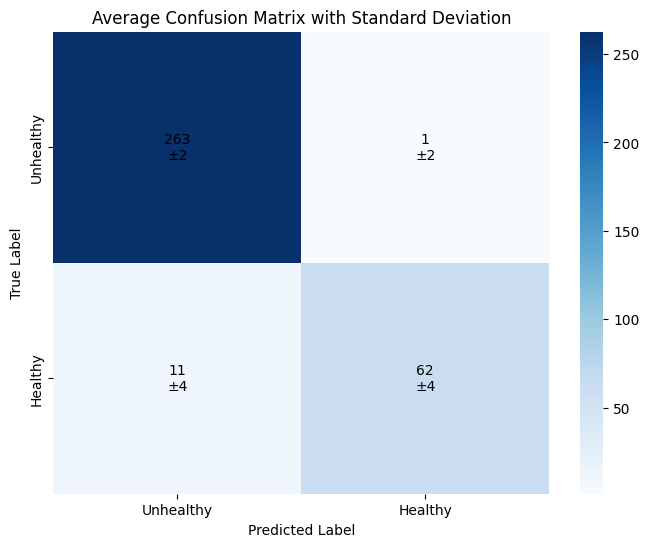 Average Confusion Matrix with Standard Deviation
True Label
Unhealthy
Healthy
263
±2
1
±2
11
±4
62
±4
Unhealthy
Healthy
Predicted Label
250
200
150
100
50